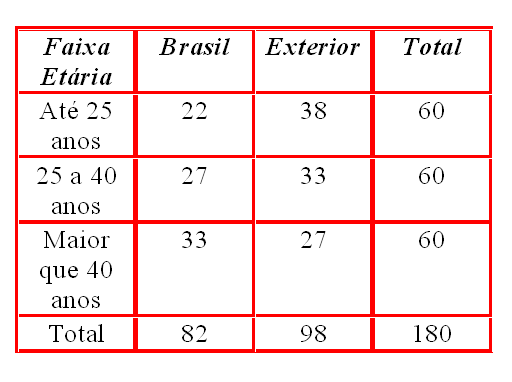 Faixa Brasil Exterior Total
Etária
Até 25 22 38 60
anos
25 a 40 27 33 60
anos
Maior 33 27 60
que 40
anos
Total 82 98 180